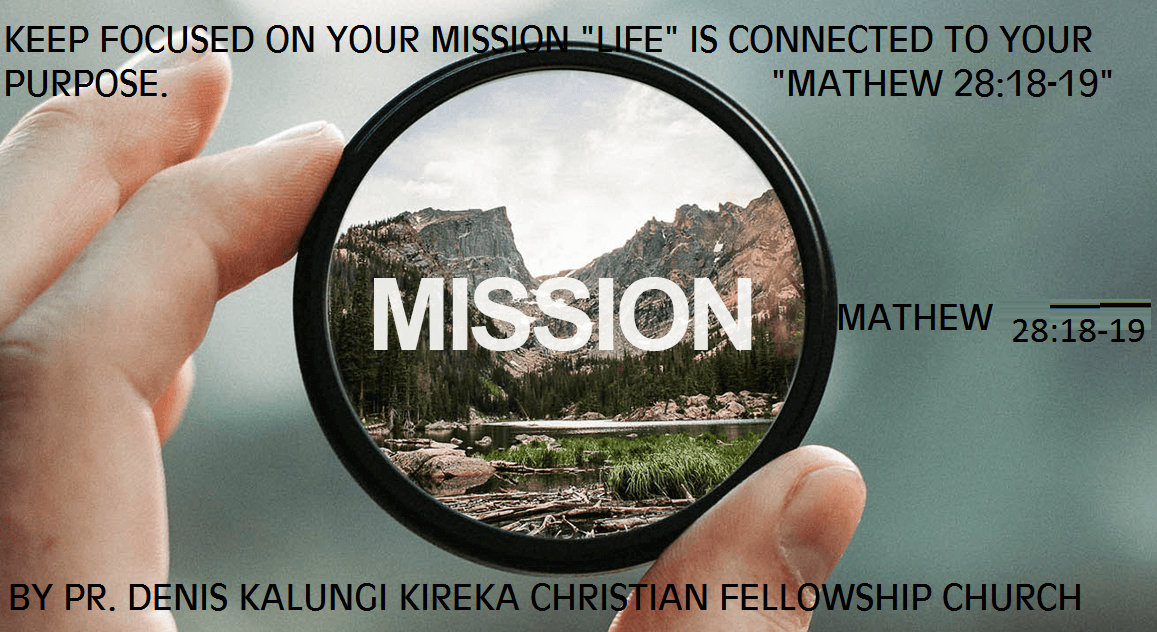 KEEP FOCUSED ON YOUR MISSION "LIFE" IS CONNECTED TO YOUR
PURPOSE. "MATHEW 28:18-19"
MISSION
MATHEW 28:18-19
BY PR. DENIS KALUNGI KIREKA CHRISTIAN FELLOWSHIP CHURCH